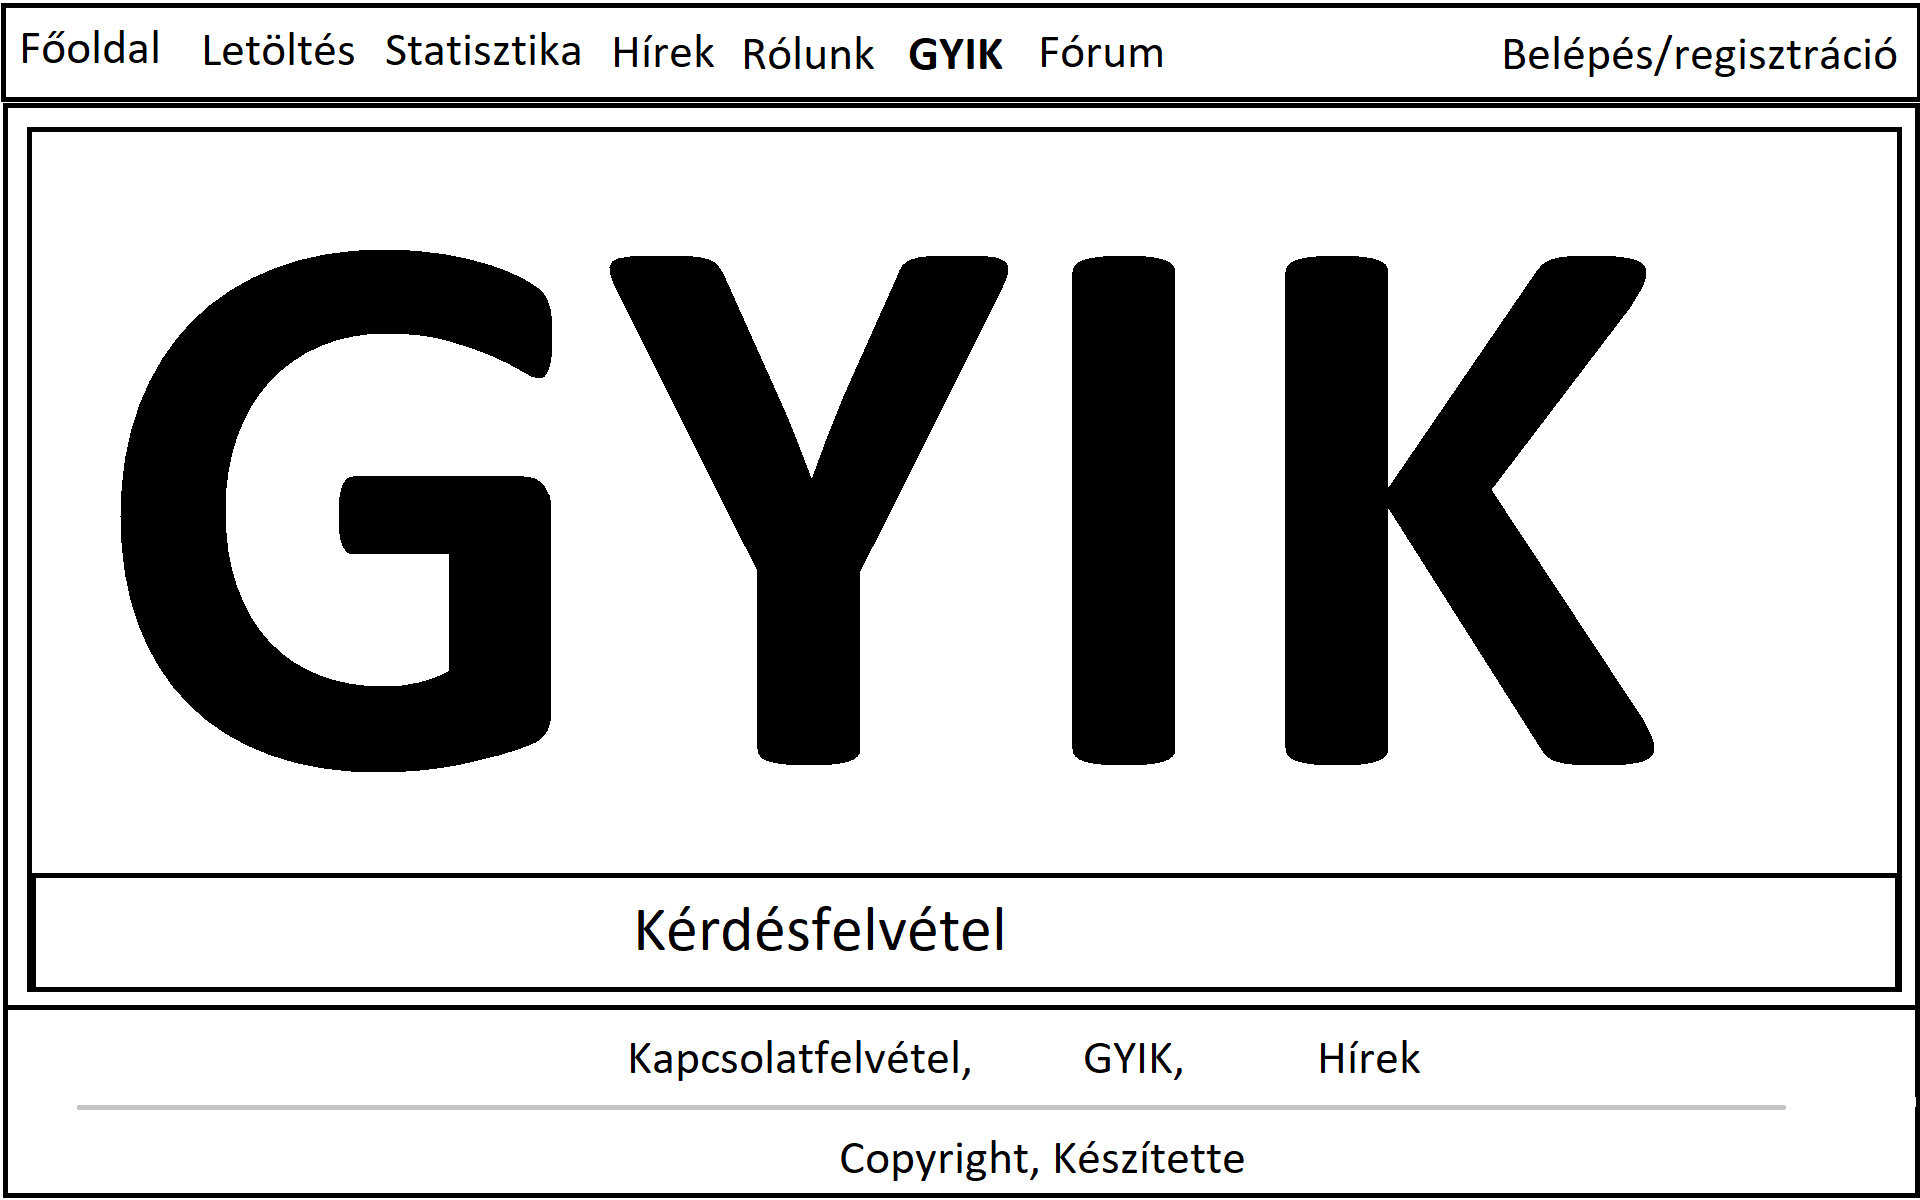 Főoldal Letöltés Statisztika Hírek Rólunk GYIK Fórum Belépés/regisztráció
GYIK
Kérdésfelvétel
Kapcsolatfelvétel, GYIK, Hírek
Copyright, Készítette